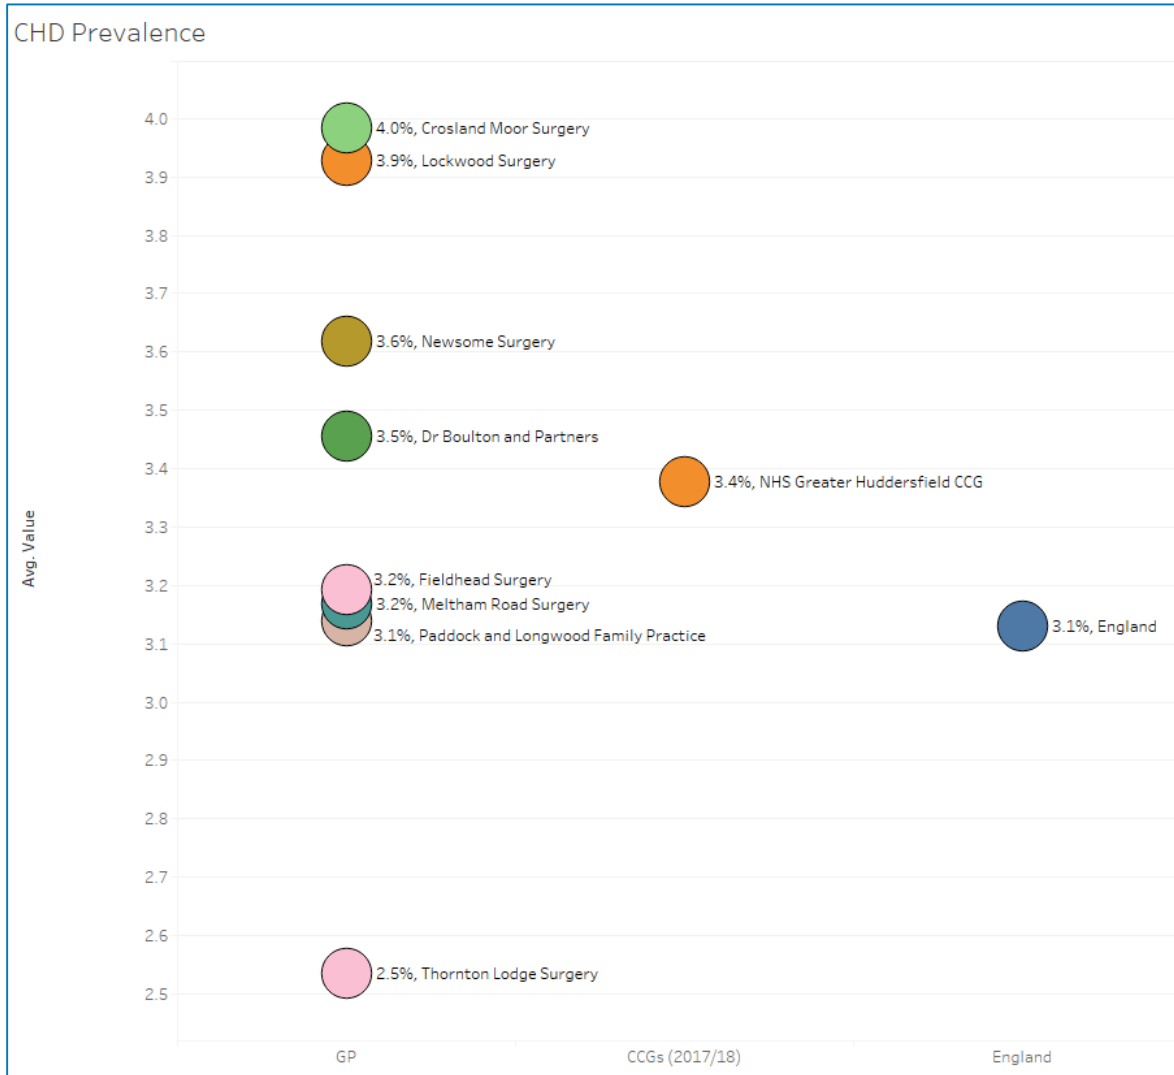 CHD Prevalence
Avg. Value
4.0
3.9
3.8
3.7
3.6
3.5
3.4
3.3
3.2
3.1
3.0
2.9
2.8
2.7
2.6
2.5
4.0%, Crosland Moor Surgery
3.9%, Lockwood Surgery
3.6%, Newsome Surgery
3.5%, Dr Boulton and Partners
3.4%, NHS Greater Huddersfield CCG
3.2%, Fieldhead Surgery
3.2%, Meltham Road Surgery
3.1%, Paddock and Longwood Family Practice
3.1%, England
2.5%, Thornton Lodge Surgery
GP
CCGs (2017/18)
England